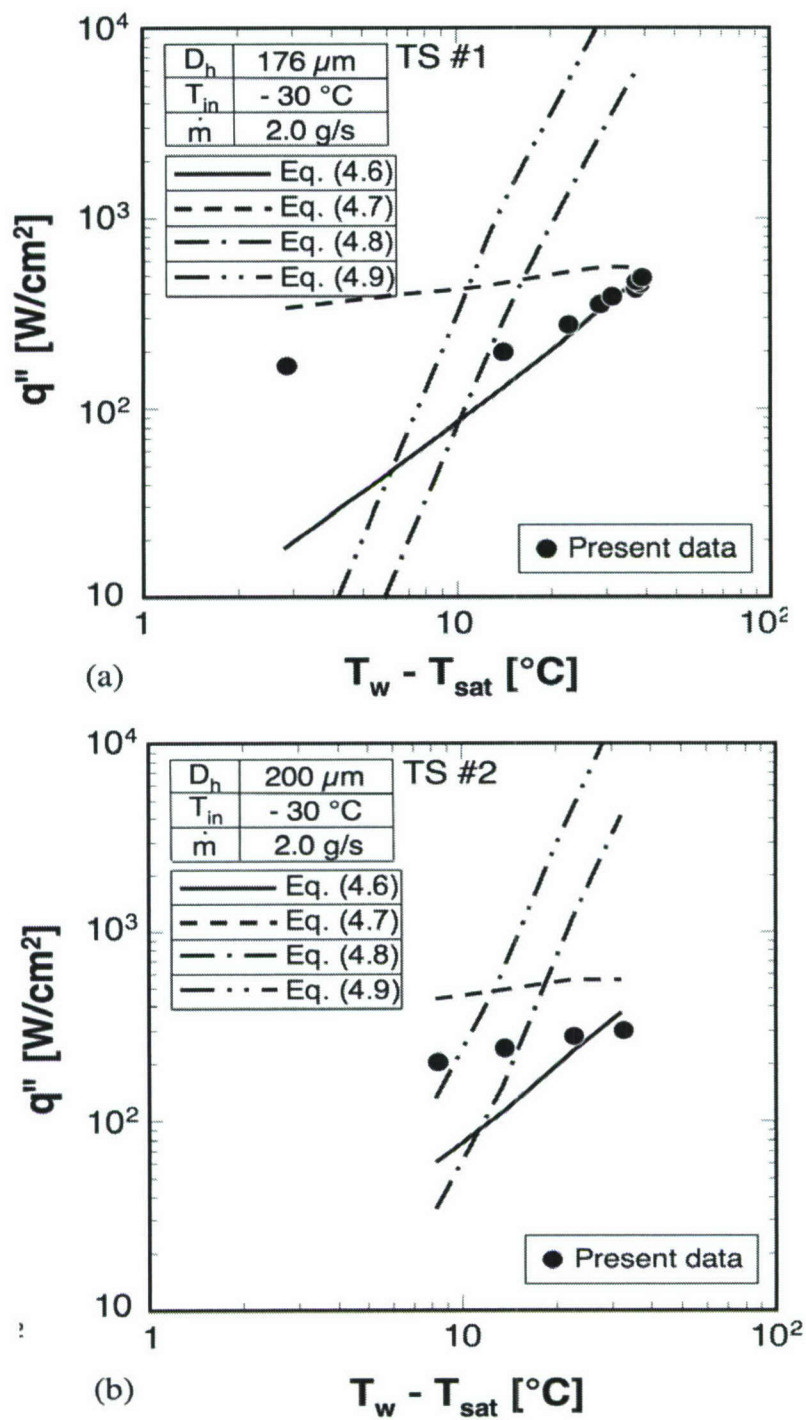 10⁴
D_h 176 µm TS #1
T_in - 30 °C
ṁ 2.0 g/s
Eq. (4.6)
Eq. (4.7)
10³
Eq. (4.8)
Eq. (4.9)
q" [W/cm²]
10²
Present data
10
1 10 10²
(a) T_w - T_sat [°C]
10⁴
D_h 200 µm TS #2
T_in - 30 °C
ṁ 2.0 g/s
Eq. (4.6)
Eq. (4.7)
10³
Eq. (4.8)
Eq. (4.9)
q" [W/cm²]
10²
Present data
10
1 10 10²
(b) T_w - T_sat [°C]